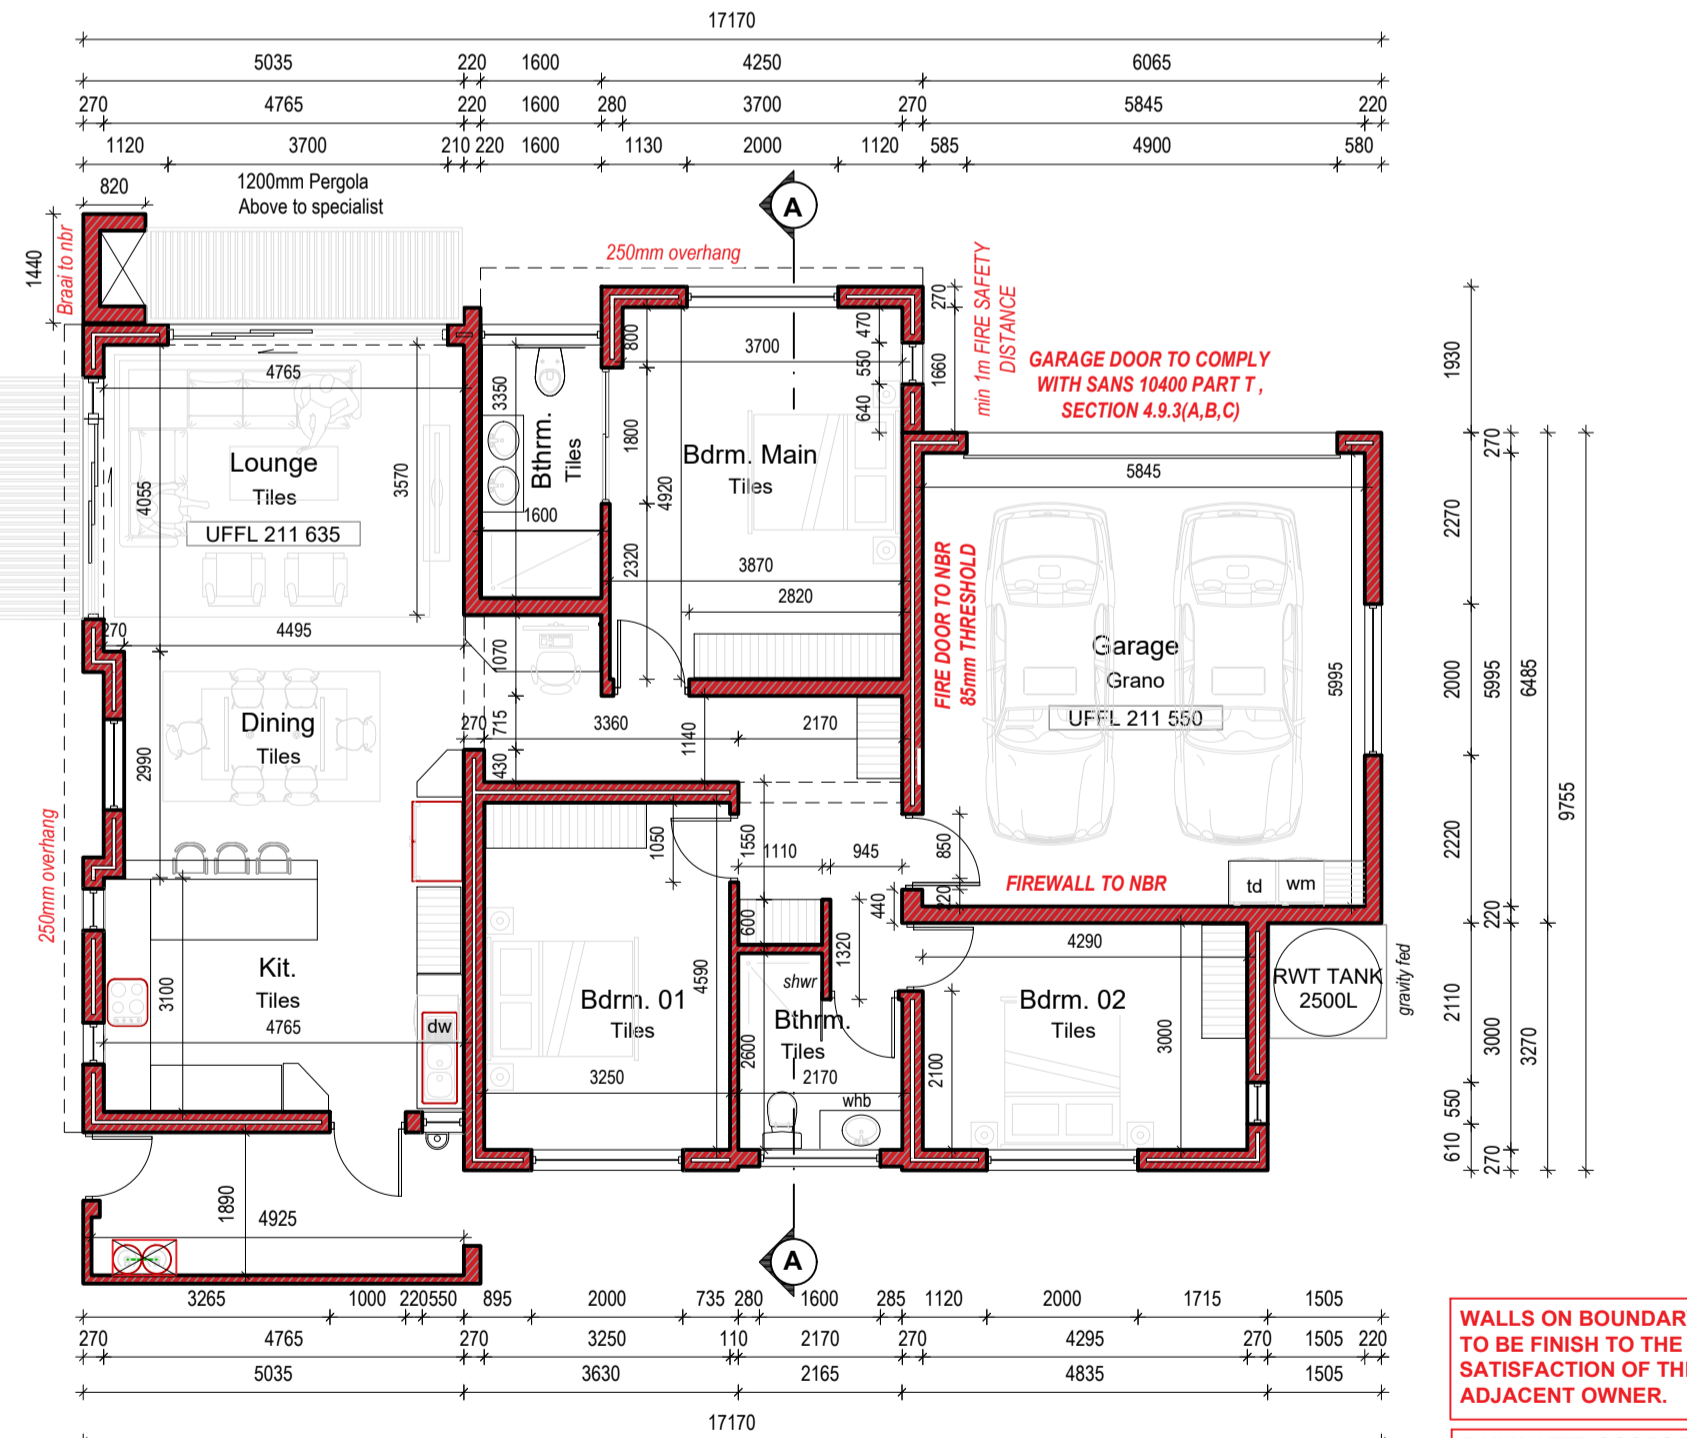 17170
5035 220 1600 4250 6065
270 4765 220 1600 280 3700 270 5845 220
1120 3700 210 220 1600 1130 2000 1120 585 4900 580
820
1200mm Pergola
Above to specialist
A
1440
Braai to nbr
250mm overhang
min 1m FIRE SAFETY
DISTANCE
GARAGE DOOR TO COMPLY
WITH SANS 10400 PART T ,
SECTION 4.9.3(A,B,C)
270
1660
470
550
640
800
3700
4765
3350
1800
4920
2320
Lounge
Tiles
UFFL 211 635
4055
3570
Bthrm.
Tiles
1600
Bdrm. Main
Tiles
3870
2820
5845
FIRE DOOR TO NBR
85mm THRESHOLD
Garage
Grano
UFFL 211 550
5995
1930
270
2270
2000
5995
6485
2220
9755
220
2110
3000
3270
550
610
270
270 4495
1070
Dining
Tiles
2990
270
715
430
3360
1140
2170
250mm overhang
1050
1550
1110
945
850
220
440
FIREWALL TO NBR
td
wm
600
1320
4290
Kit.
Tiles
4765
3100
dw
4590
Bdrm. 01
Tiles
3250
shwr
Bthrm.
Tiles
2600
2170
whb
2100
Bdrm. 02
Tiles
3000
RWT TANK
2500L
gravity fed
1890
4925
A
3265 1000 220 550 895 2000 735 280 1600 285 1120 2000 1715 1505
270 4765 270 3250 110 2170 270 4295 270 1505 220
5035 3630 2165 4835 1505
17170
WALLS ON BOUNDAR
TO BE FINISH TO THE
SATISFACTION OF TH
ADJACENT OWNER.